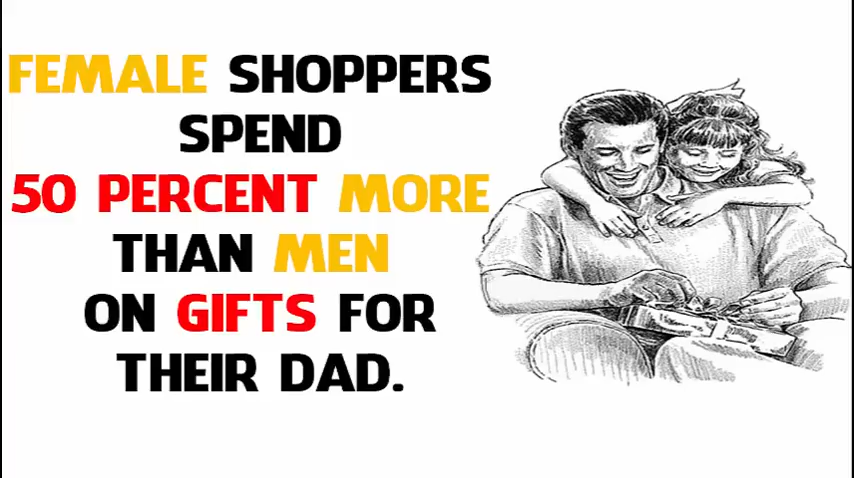 FEMALE SHOPPERS
SPEND
50 PERCENT MORE
THAN MEN
ON GIFTS FOR
THEIR DAD.